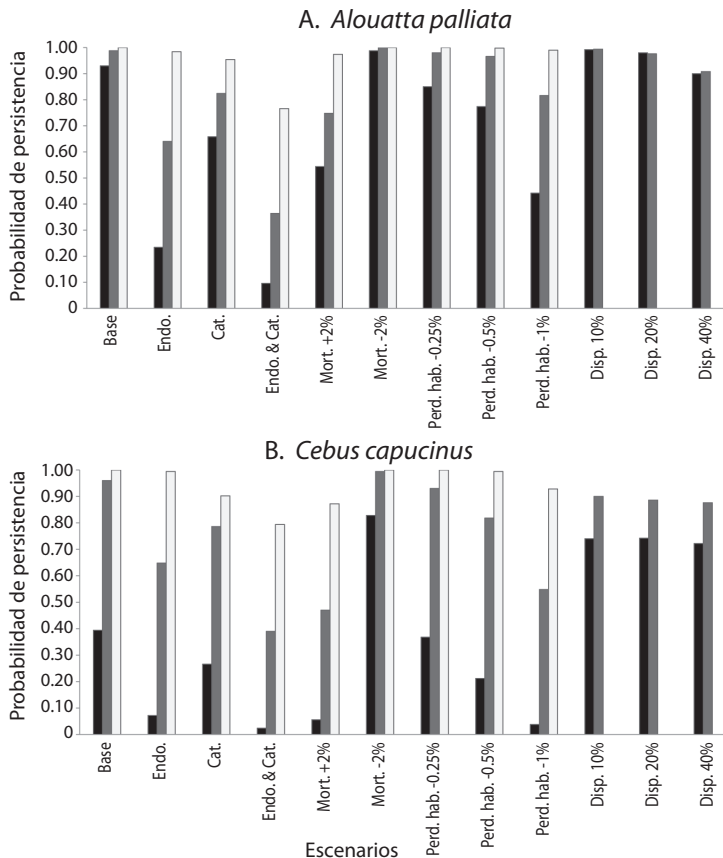 A. Alouatta palliata
Probabilidad de persistencia
1.00
0.90
0.80
0.70
0.60
0.50
0.40
0.30
0.20
0.10
0
Base
Endo.
Cat.
Endo. & Cat.
Mort. +2%
Mort. -2%
Perd. hab. -0.25%
Perd. hab. -0.5%
Perd. hab. -1%
Disp. 10%
Disp. 20%
Disp. 40%
B. Cebus capucinus
Probabilidad de persistencia
1.00
0.90
0.80
0.70
0.60
0.50
0.40
0.30
0.20
0.10
0
Base
Endo.
Cat.
Endo. & Cat.
Mort. +2%
Mort. -2%
Perd. hab. -0.25%
Perd. hab. -0.5%
Perd. hab. -1%
Disp. 10%
Disp. 20%
Disp. 40%
Escenarios